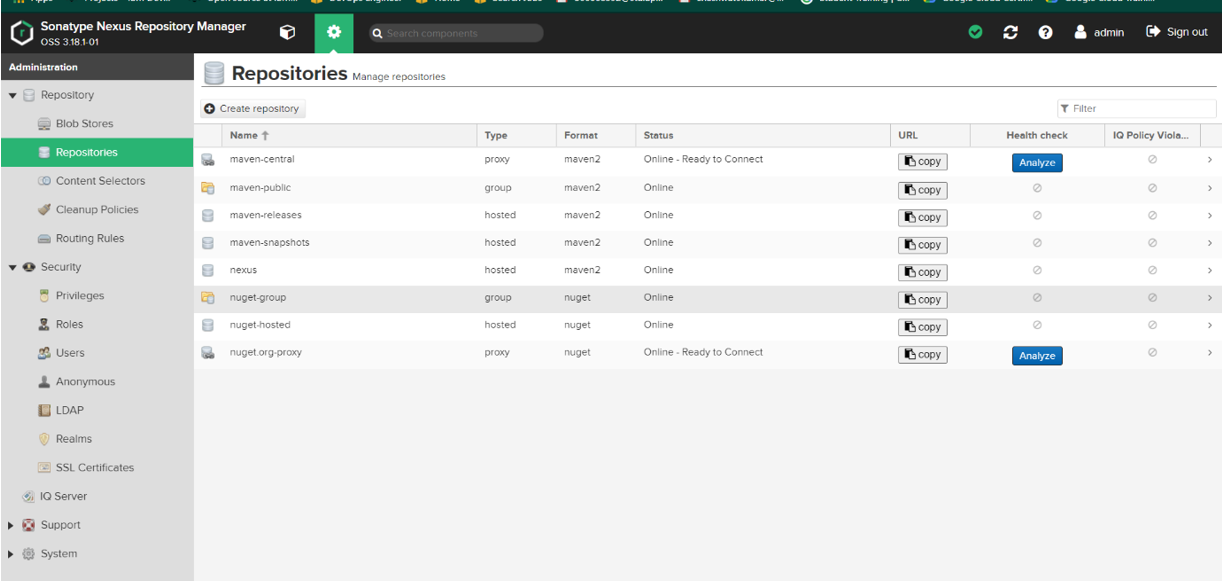 Sonatype Nexus Repository Manager
OSS 3.18.1-01
Search components
admin
Sign out
Administration
Repository
Blob Stores
Repositories
Content Selectors
Cleanup Policies
Routing Rules
Security
Privileges
Roles
Users
Anonymous
LDAP
Realms
SSL Certificates
IQ Server
Support
System
Repositories Manage repositories
Create repository
Filter
Name Type Format Status URL Health check IQ Policy Viola...
maven-central proxy maven2 Online - Ready to Connect copy Analyze
maven-public group maven2 Online copy
maven-releases hosted maven2 Online copy
maven-snapshots hosted maven2 Online copy
nexus hosted maven2 Online copy
nuget-group group nuget Online copy
nuget-hosted hosted nuget Online copy
nuget.org-proxy proxy nuget Online - Ready to Connect copy Analyze